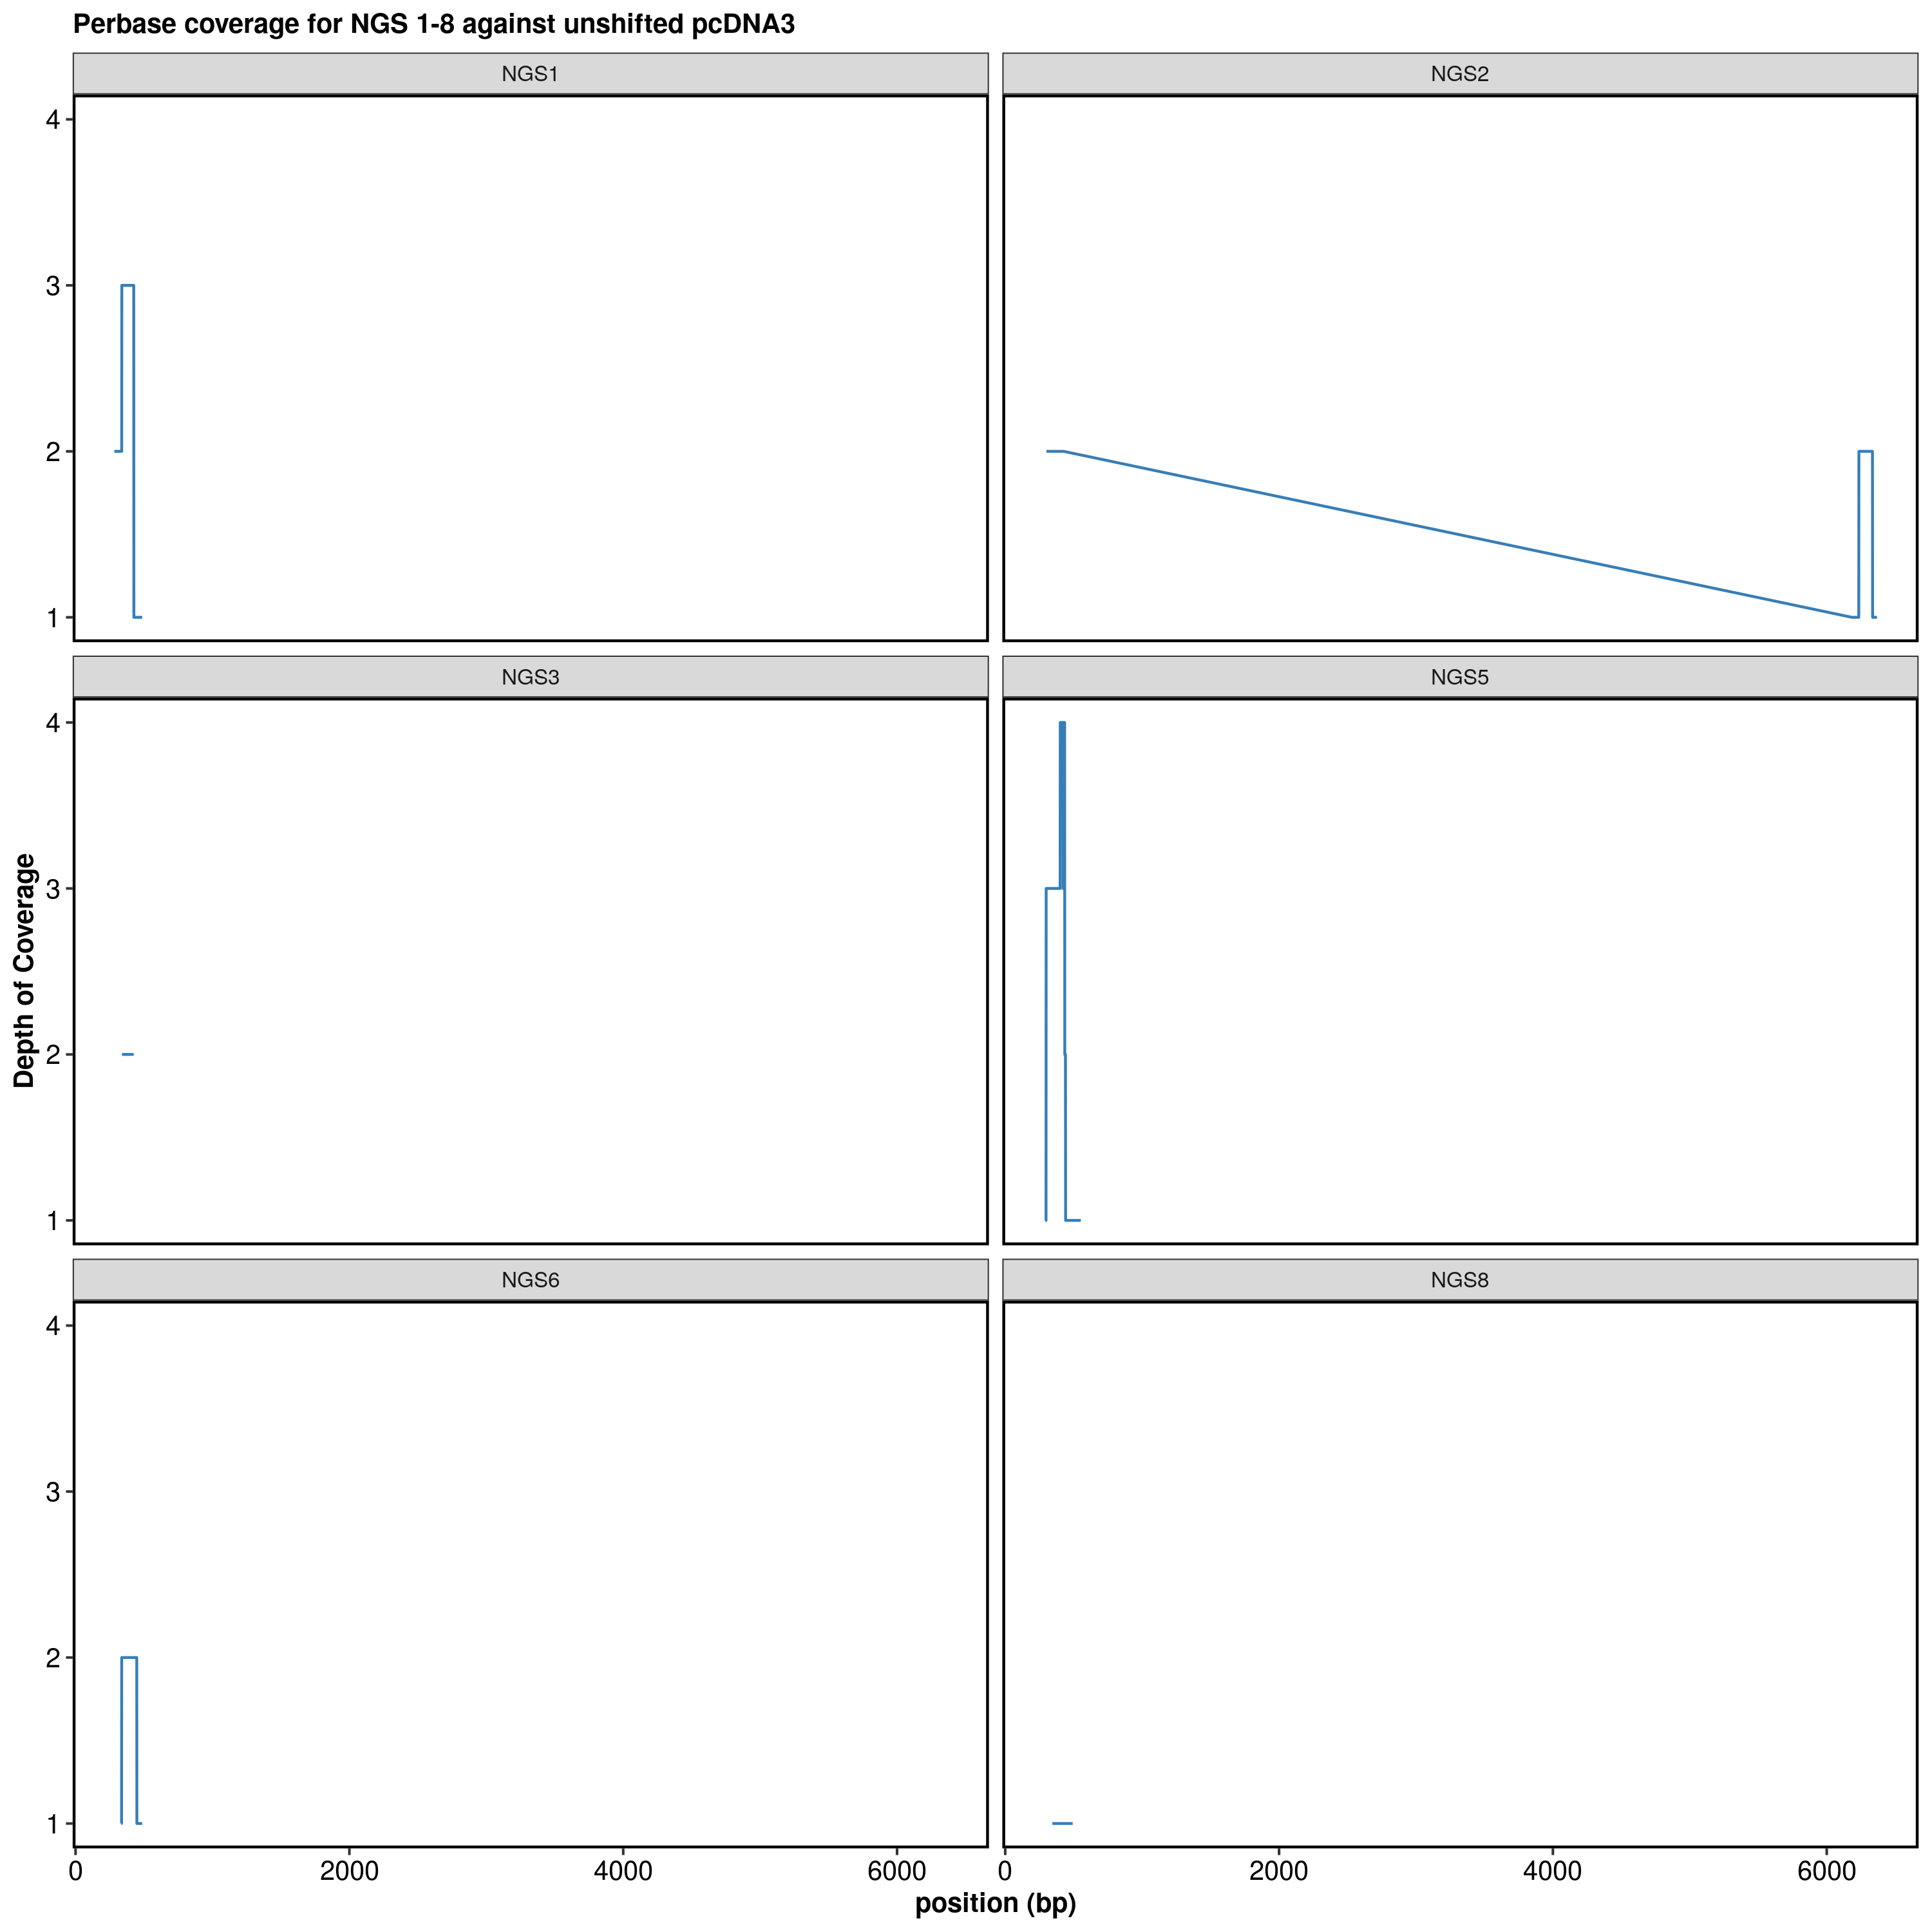 Perbase coverage for NGS 1-8 against unshifted pcDNA3
NGS1
NGS2
4
3
2
1
NGS3
NGS5
4
3
2
1
Depth of Coverage
NGS6
NGS8
4
3
2
1
0 2000 4000 6000 0 2000 4000 6000
position (bp)